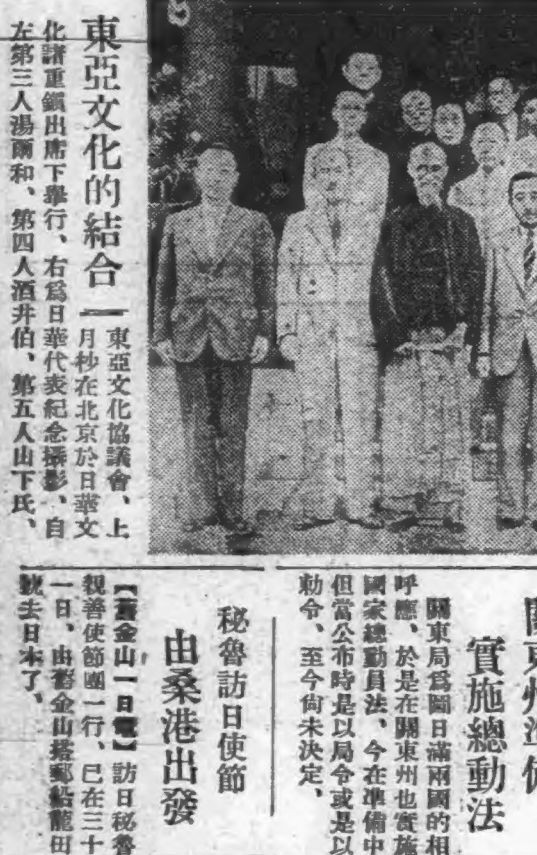 東亞文化的結合
東亞文化協議會、上
月杪在北京於日華文
化諸重鎮出席下舉行、右爲日華代表紀念攝影、自
左第三人湯爾和、第四人酒井伯、第五人山下氏、
實施總動法
關東局爲圖日滿兩國的相
呼應、於是在關東州也實施
國家總動員法、今在準備中
但當公布時是以局令或是以
勅令、至今尙未決定、
秘魯訪日使節
由桑港出發
【舊金山一日電】訪日秘魯
親善使節團一行、已在三十
一日、由舊金山搭郵船龍田
號去日本了、